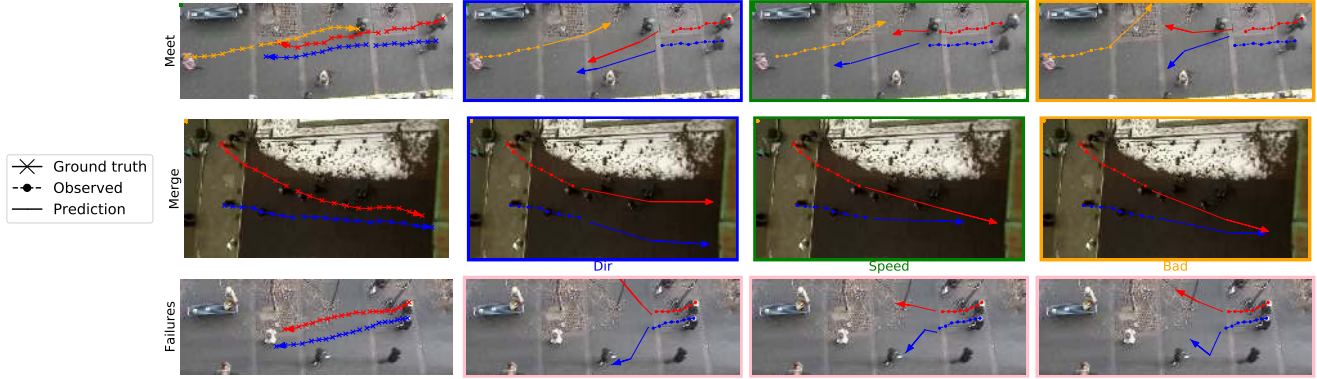 Meet
Ground truth
Observed
Prediction
Merge
Dir
Speed
Bad
Failures